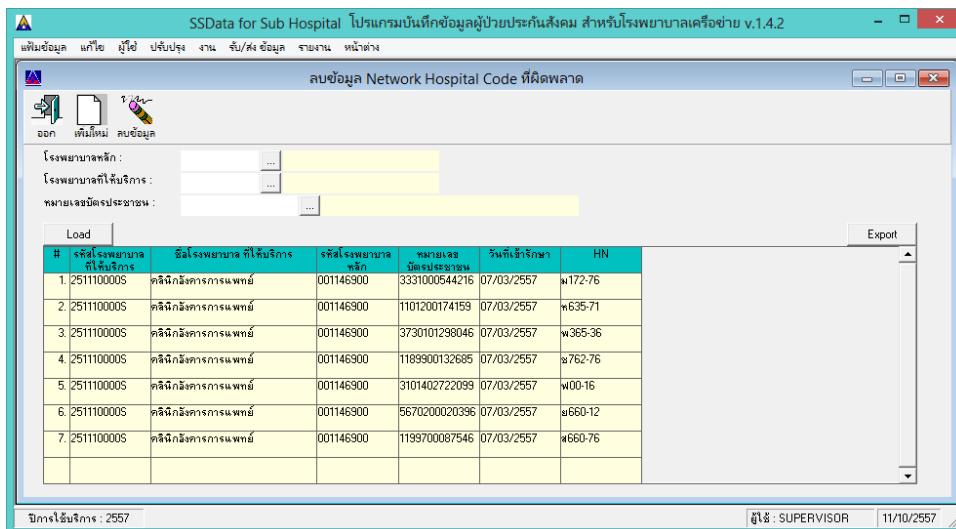 SSData for Sub Hospital โปรแกรมบันทึกข้อมูลผู้ป่วยประกันสังคม สำหรับโรงพยาบาลเครือข่าย v.1.4.2
แฟ้มข้อมูล แก้ไข ผู้ใช้ ปรับปรุง งาน รับ/ส่ง ข้อมูล รายงาน หน้าต่าง
ลบข้อมูล Network Hospital Code ที่ผิดพลาด
ออก เพิ่มใหม่ ลบข้อมูล
โรงพยาบาลหลัก : ...
โรงพยาบาลที่ให้บริการ : ...
หมายเลขบัตรประชาชน : ...
Load Export
# รหัสโรงพยาบาล ชื่อโรงพยาบาล ที่ให้บริการ รหัสโรงพยาบาล หมายเลข วันที่เข้ารักษา HN
ที่ให้บริการ หลัก บัตรประชาชน
1. 251110000S คลินิกอังคารการแพทย์ 001146900 3331000544216 07/03/2557 ม172-76
2. 251110000S คลินิกอังคารการแพทย์ 001146900 1101200174159 07/03/2557 ห635-71
3. 251110000S คลินิกอังคารการแพทย์ 001146900 3730101298046 07/03/2557 พ365-36
4. 251110000S คลินิกอังคารการแพทย์ 001146900 1189900132685 07/03/2557 ช762-76
5. 251110000S คลินิกอังคารการแพทย์ 001146900 3101402722099 07/03/2557 ฟ00-16
6. 251110000S คลินิกอังคารการแพทย์ 001146900 5670200020396 07/03/2557 ย660-12
7. 251110000S คลินิกอังคารการแพทย์ 001146900 1199700087546 07/03/2557 ส660-76
ปีการใช้บริการ : 2557 ผู้ใช้ : SUPERVISOR 11/10/2557